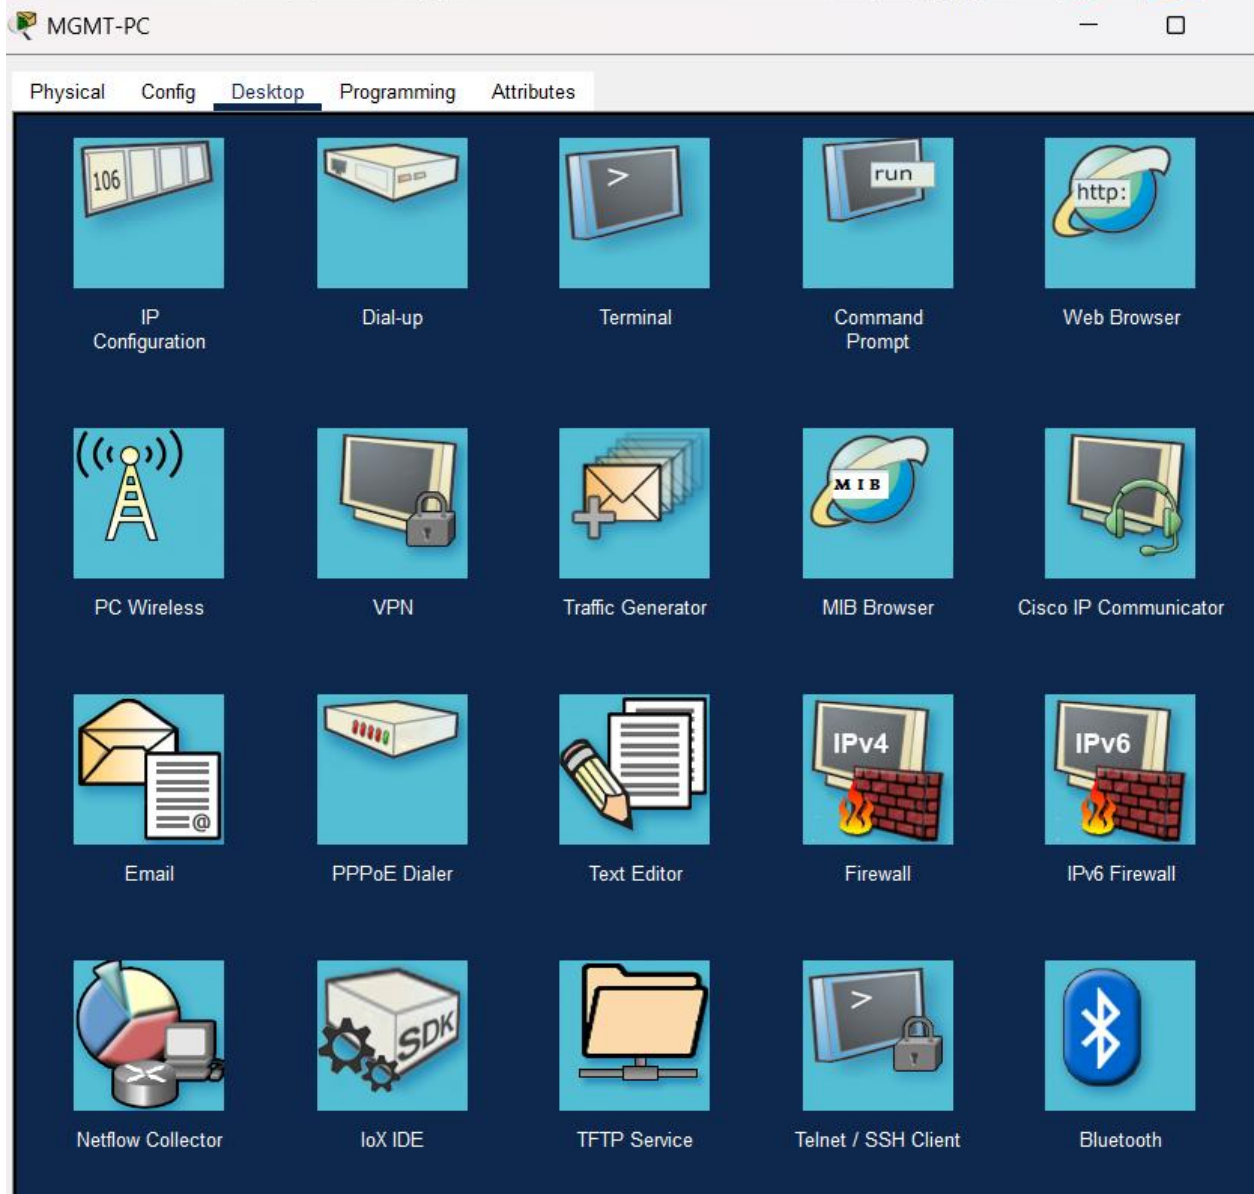 MGMT-PC
Physical Config Desktop Programming Attributes
106
>
run
http:
IP
Configuration
Dial-up
Terminal
Command
Prompt
Web Browser
MIB
PC Wireless
VPN
Traffic Generator
MIB Browser
Cisco IP Communicator
@
IPv4
IPv6
Email
PPPoE Dialer
Text Editor
Firewall
IPv6 Firewall
SDK
>
Netflow Collector
IoX IDE
TFTP Service
Telnet / SSH Client
Bluetooth